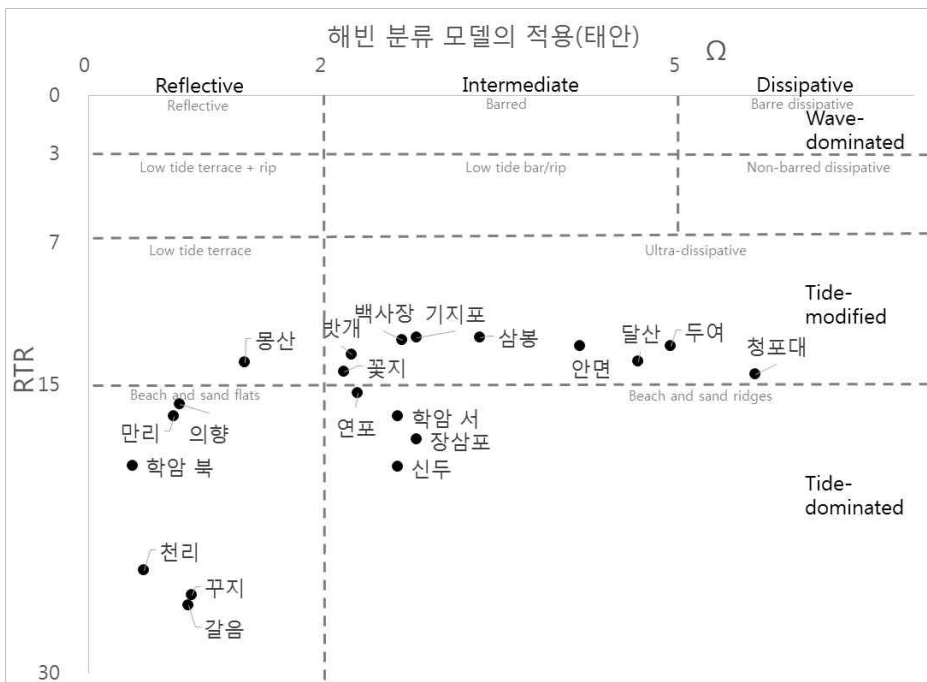 해빈 분류 모델의 적용(태안)
0 2 5 Ω
Reflective Intermediate Dissipative
0 Reflective Barred Barre dissipative
Wave-
dominated
3
Low tide terrace + rip Low tide bar/rip Non-barred dissipative
7
Low tide terrace Ultra-dissipative
Tide-
modified
백사장 기지포
몽산 밧개 삼봉 달산 두여
꽃지 안면 청포대
RTR
15
Beach and sand flats Beach and sand ridges
만리 의향 연포 학암 서
장삼포
학암 북 신두
Tide-
dominated
천리
꾸지
갈음
30